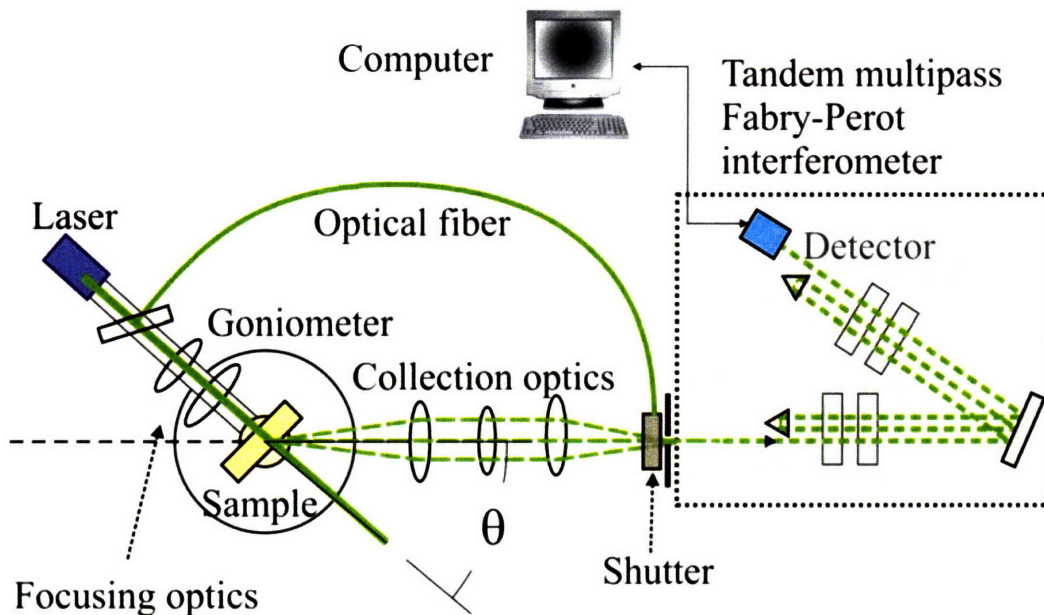 Computer
Tandem multipass
Fabry-Perot
interferometer
Laser
Optical fiber
Detector
Goniometer
Collection optics
Sample
θ
Shutter
Focusing optics